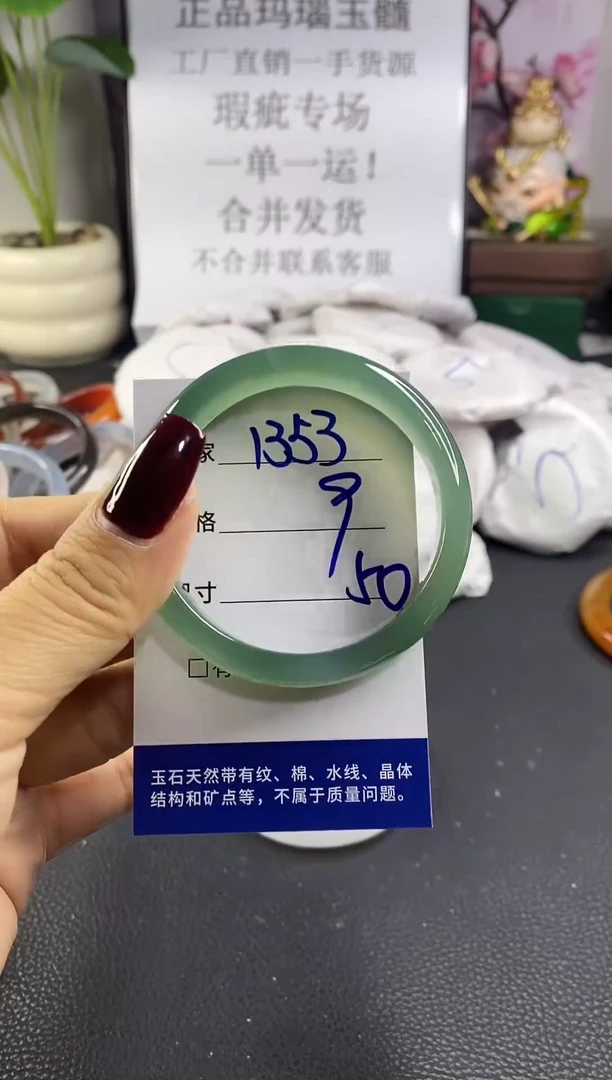 正品玛瑙玉髓
工厂直销一手货源
瑕疵专场
一单一运!
合并发货
不合并联系客服
家 1353
格 9
寸 50
□有
玉石天然带有纹、棉、水线、晶体
结构和矿点等，不属于质量问题。